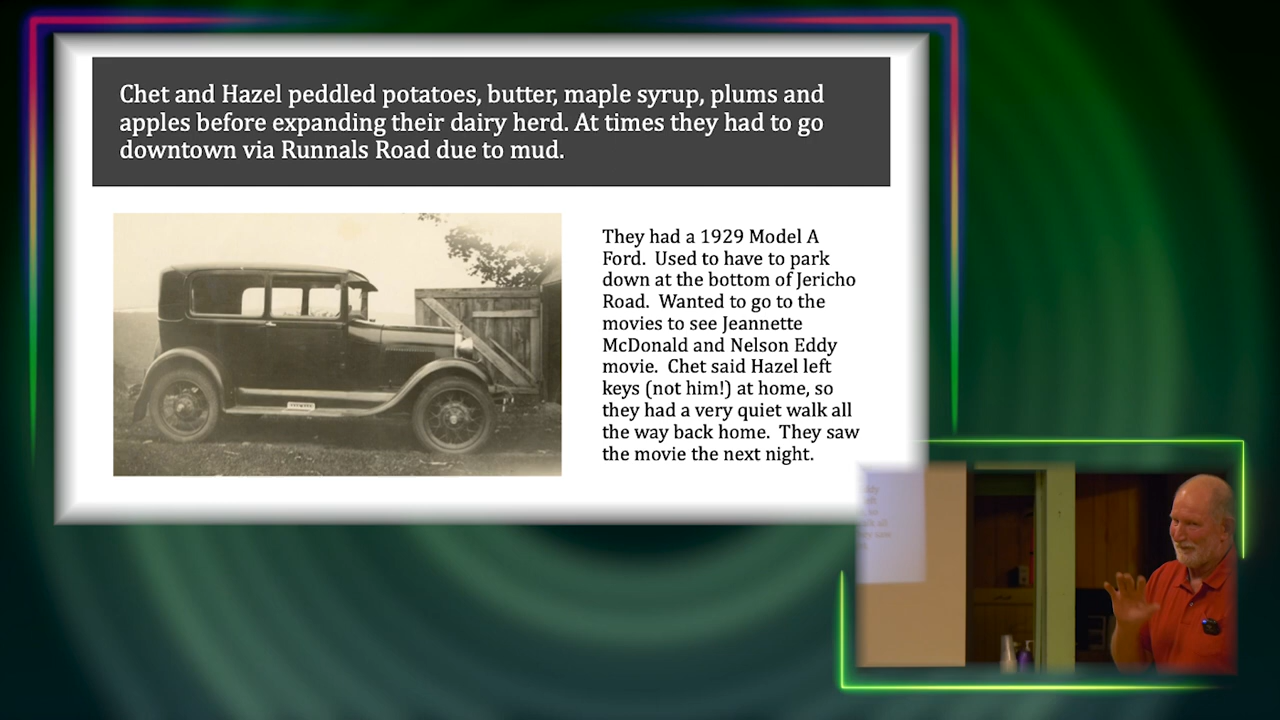 Chet and Hazel peddled potatoes, butter, maple syrup, plums and
apples before expanding their dairy herd. At times they had to go
downtown via Runnals Road due to mud.
They had a 1929 Model A
Ford. Used to have to park
down at the bottom of Jericho
Road. Wanted to go to the
movies to see Jeannette
McDonald and Nelson Eddy
movie. Chet said Hazel left
keys (not him!) at home, so
they had a very quiet walk all
the way back home. They saw
the movie the next night.